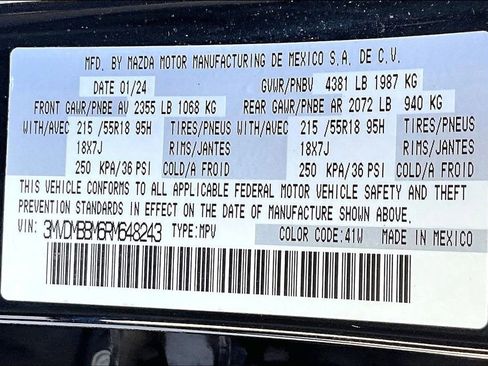 MFD. BY MAZDA MOTOR MANUFACTURING DE MEXICO S.A. DE C.V.
DATE 01/24 GVWR/PNBV 4381 LB 1987 KG
FRONT GAWR/PNBE AV 2355 LB 1068 KG REAR GAWR/PNBE AR 2072 LB 940 KG
WITH/AVEC 215 /55R18 95H TIRES/PNEUS WITH/AVEC 215 /55R18 95H TIRES/PNEUS
18X7J RIMS/JANTES 18X7J RIMS/JANTES
250 KPA/36 PSI COLD/A FROID 250 KPA/36 PSI COLD/A FROID
THIS VEHICLE CONFORMS TO ALL APPLICABLE FEDERAL MOTOR VEHICLE SAFETY AND THEFT
PREVENTION STANDARDS IN EFFECT ON THE DATE OF MANUFACTURE SHOWN ABOVE.
VIN: 3MVDMBBM6RM648243 TYPE:MPV COLOR CODE:41W MADE IN MEXICO